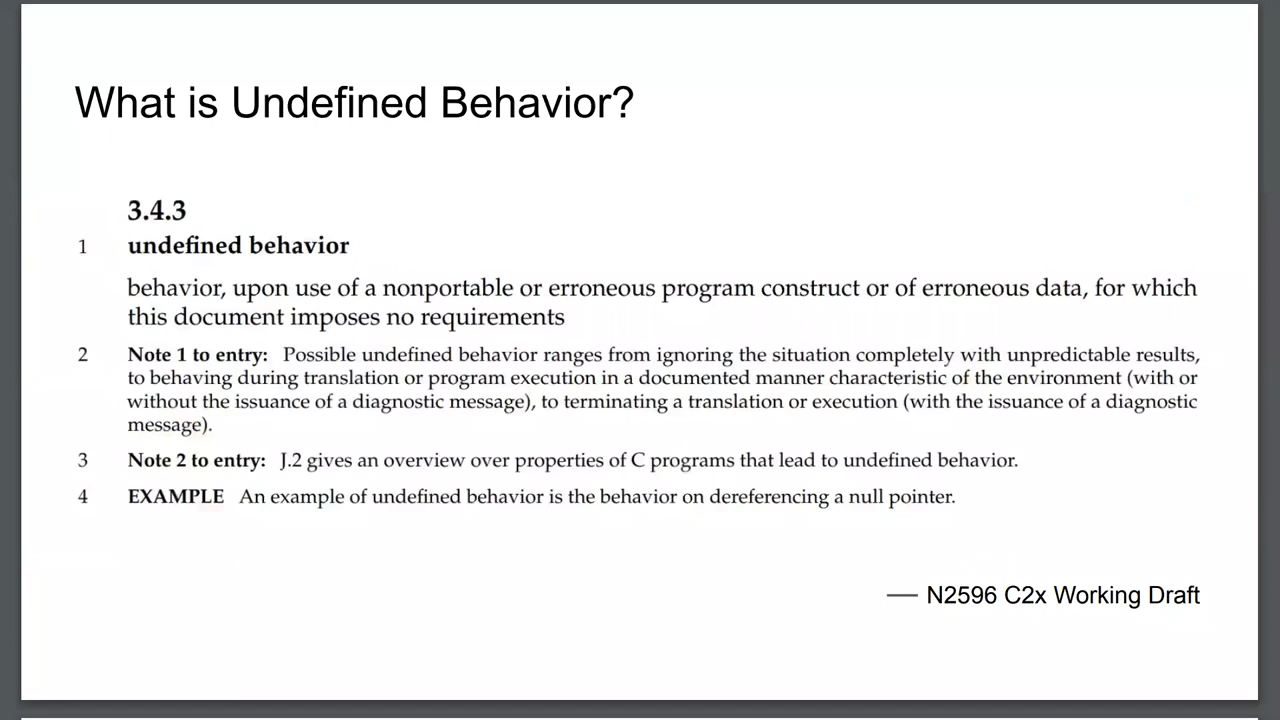 What is Undefined Behavior?
3.4.3
1 undefined behavior
behavior, upon use of a nonportable or erroneous program construct or of erroneous data, for which
this document imposes no requirements
2 Note 1 to entry: Possible undefined behavior ranges from ignoring the situation completely with unpredictable results,
to behaving during translation or program execution in a documented manner characteristic of the environment (with or
without the issuance of a diagnostic message), to terminating a translation or execution (with the issuance of a diagnostic
message).
3 Note 2 to entry: J.2 gives an overview over properties of C programs that lead to undefined behavior.
4 EXAMPLE An example of undefined behavior is the behavior on dereferencing a null pointer.
— N2596 C2x Working Draft